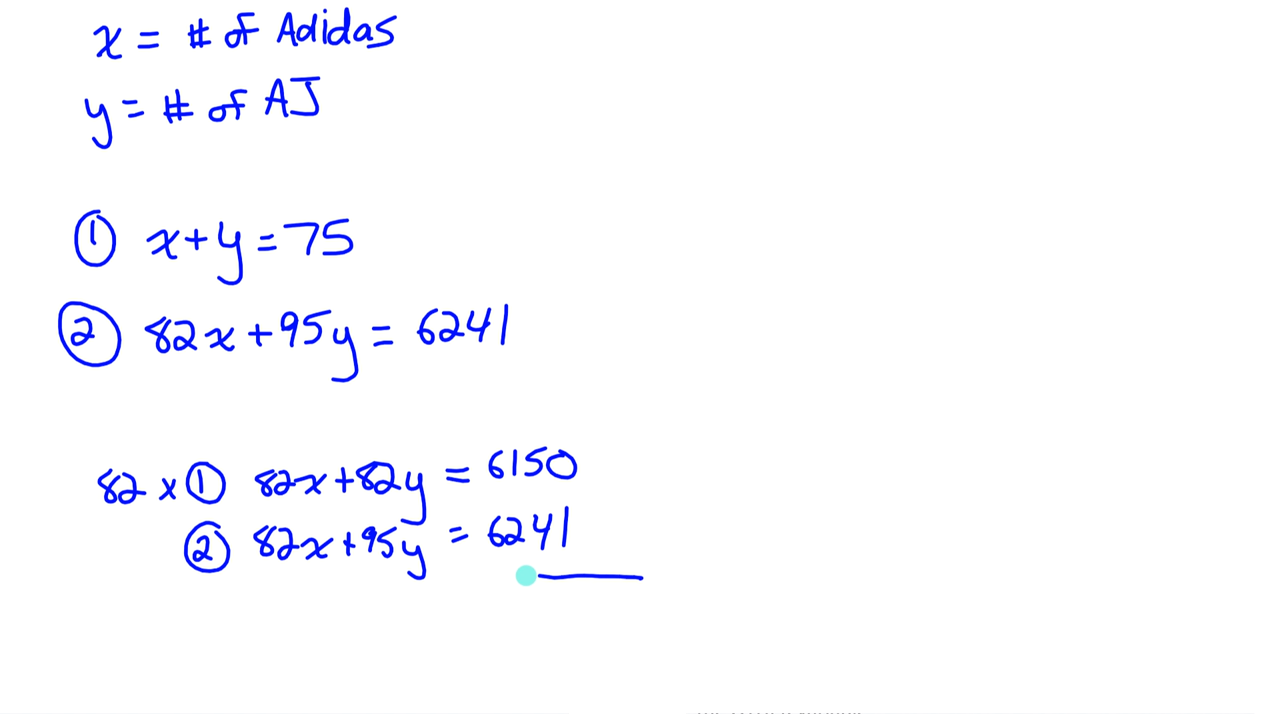 x = # of Adidas
y = # of AJ
① x+y=75
② 82x+95y = 6241
82 x ① 82x+82y = 6150
② 82x+95y = 6241